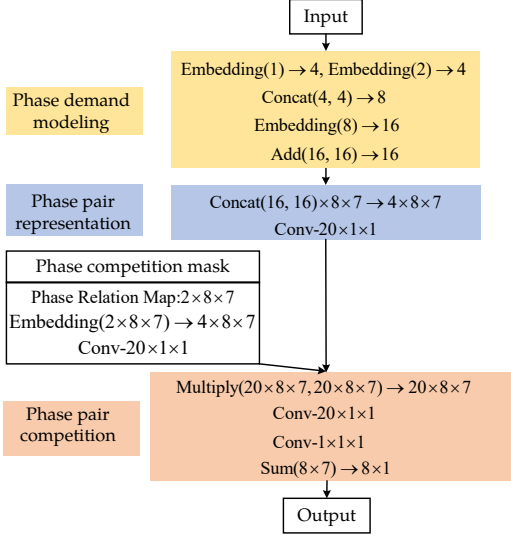 Input
Phase demand
modeling
Embedding(1) → 4, Embedding(2) → 4
Concat(4, 4) → 8
Embedding(8) → 16
Add(16, 16) → 16
Phase pair
representation
Concat(16, 16)×8×7 → 4×8×7
Conv-20×1×1
Phase competition mask
Phase Relation Map:2×8×7
Embedding(2×8×7) → 4×8×7
Conv-20×1×1
Phase pair
competition
Multiply(20×8×7,20×8×7) → 20×8×7
Conv-20×1×1
Conv-1×1×1
Sum(8×7) → 8×1
Output